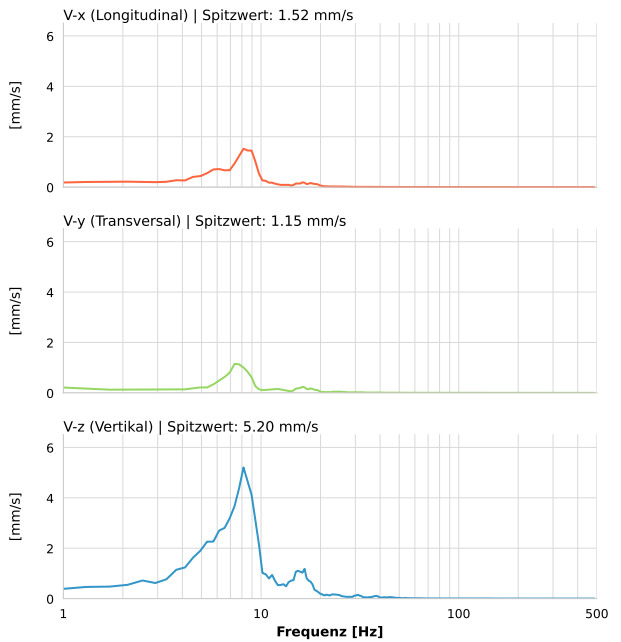 V-x (Longitudinal) | Spitzwert: 1.52 mm/s
6
4
2
0
[mm/s]
V-y (Transversal) | Spitzwert: 1.15 mm/s
6
4
2
0
[mm/s]
V-z (Vertikal) | Spitzwert: 5.20 mm/s
6
4
2
0
[mm/s]
1 10 100 500
Frequenz [Hz]